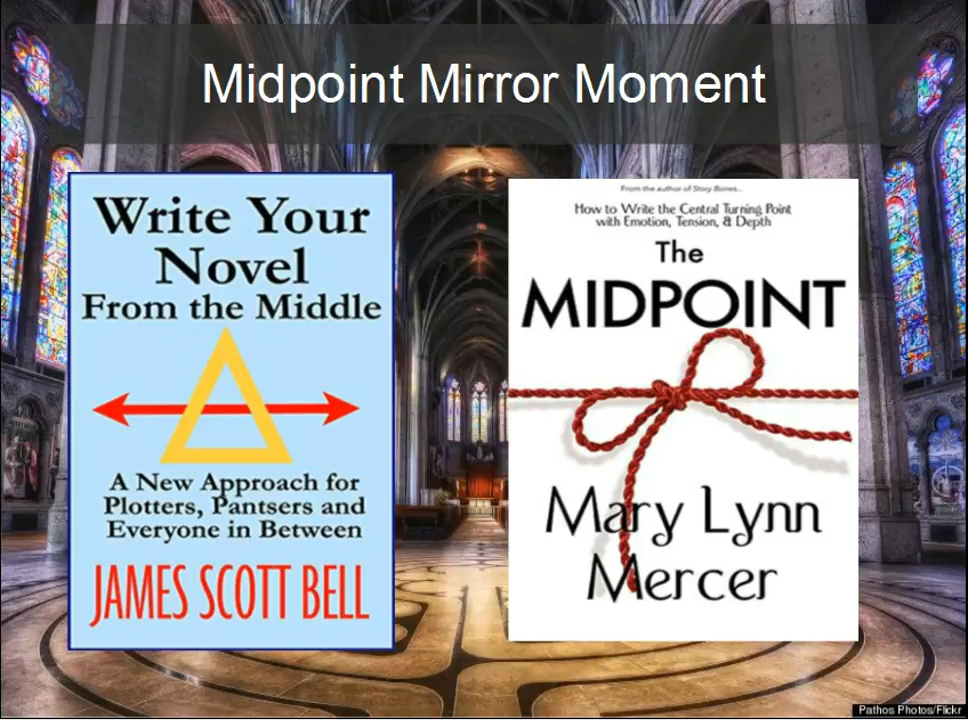 Midpoint Mirror Moment
Write Your
Novel
From the Middle
A New Approach for
Plotters, Pantsers and
Everyone in Between
JAMES SCOTT BELL
From the author of Story Bones...
How to Write the Central Turning Point
with Emotion, Tension, & Depth
The
MIDPOINT
Mary Lynn
Mercer
Pathos Photos/Flickr